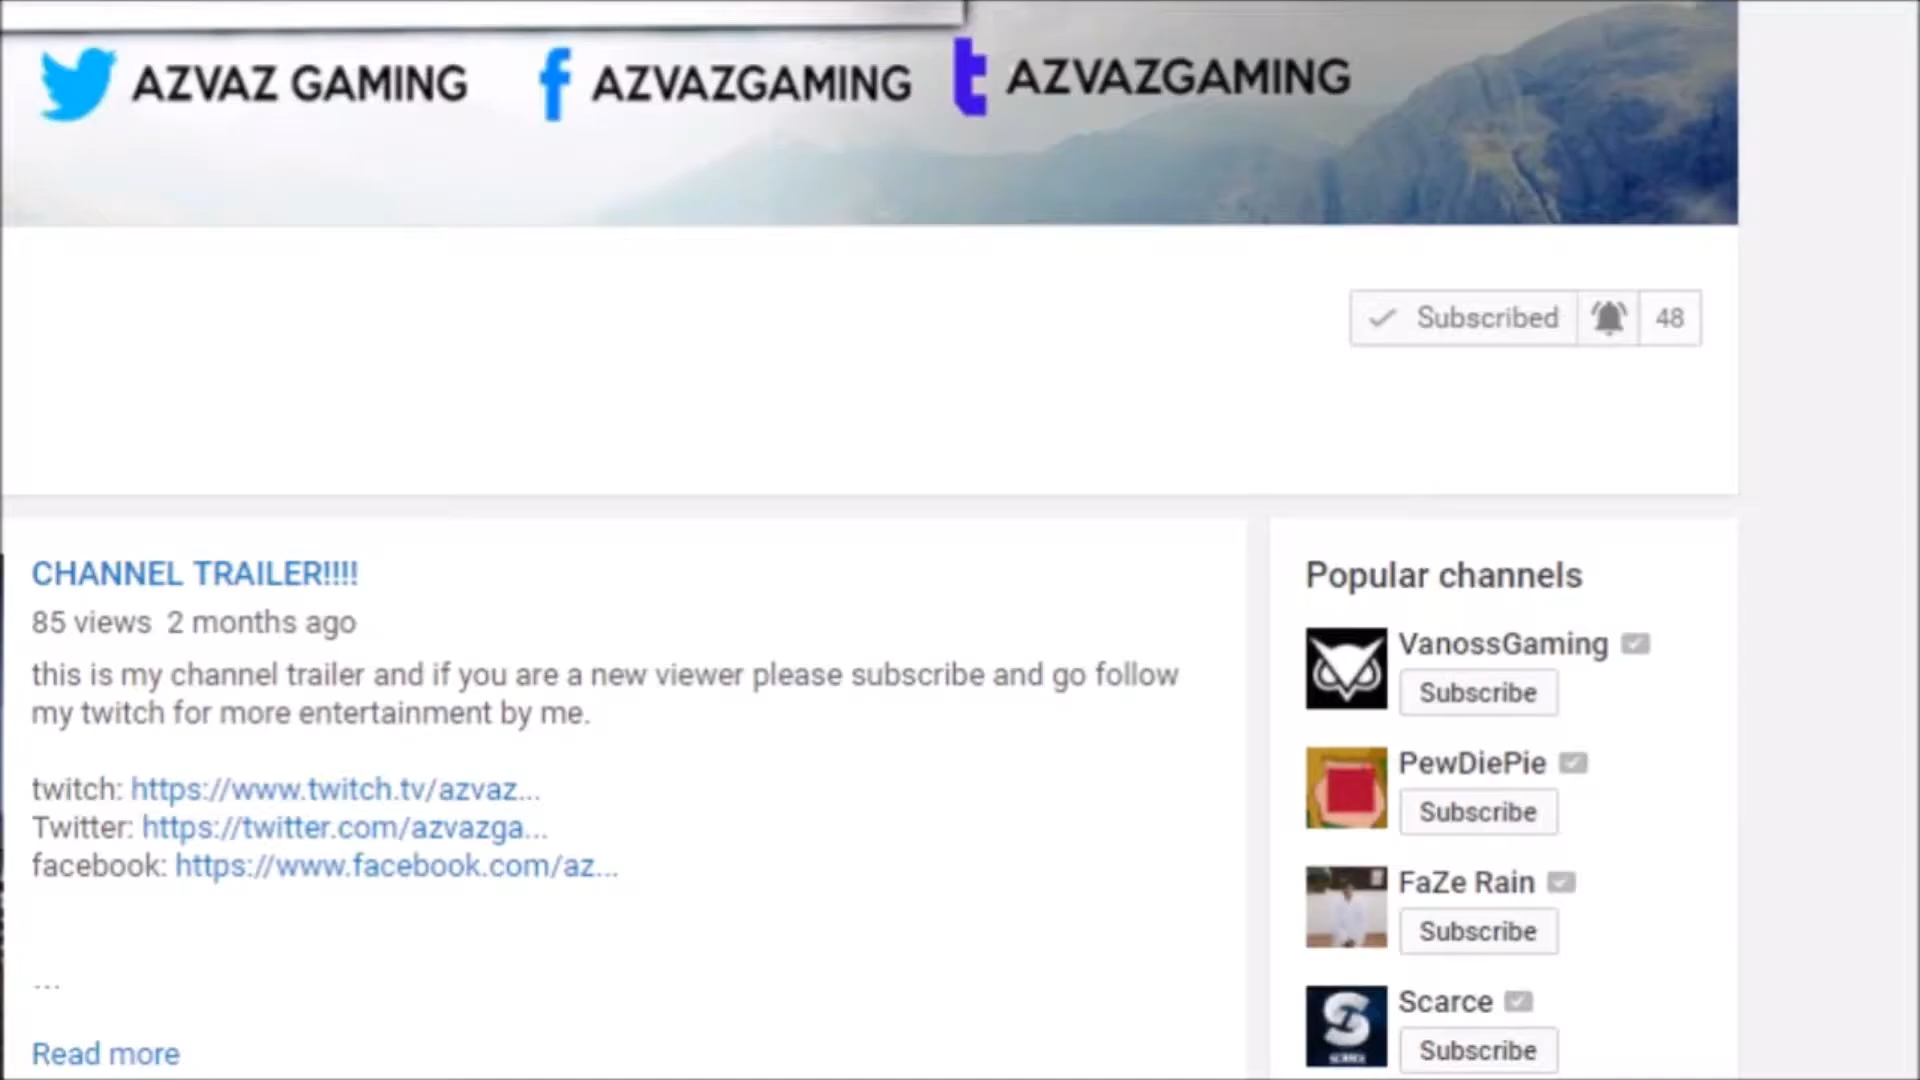 AZVAZ GAMING
AZVAZGAMING
AZVAZGAMING
Subscribed 48
CHANNEL TRAILER!!!!
85 views 2 months ago
this is my channel trailer and if you are a new viewer please subscribe and go follow
my twitch for more entertainment by me.
twitch: https://www.twitch.tv/azvaz...
Twitter: https://twitter.com/azvazga...
facebook: https://www.facebook.com/az...
...
Read more
Popular channels
VanossGaming
Subscribe
PewDiePie
Subscribe
FaZe Rain
Subscribe
Scarce
Subscribe